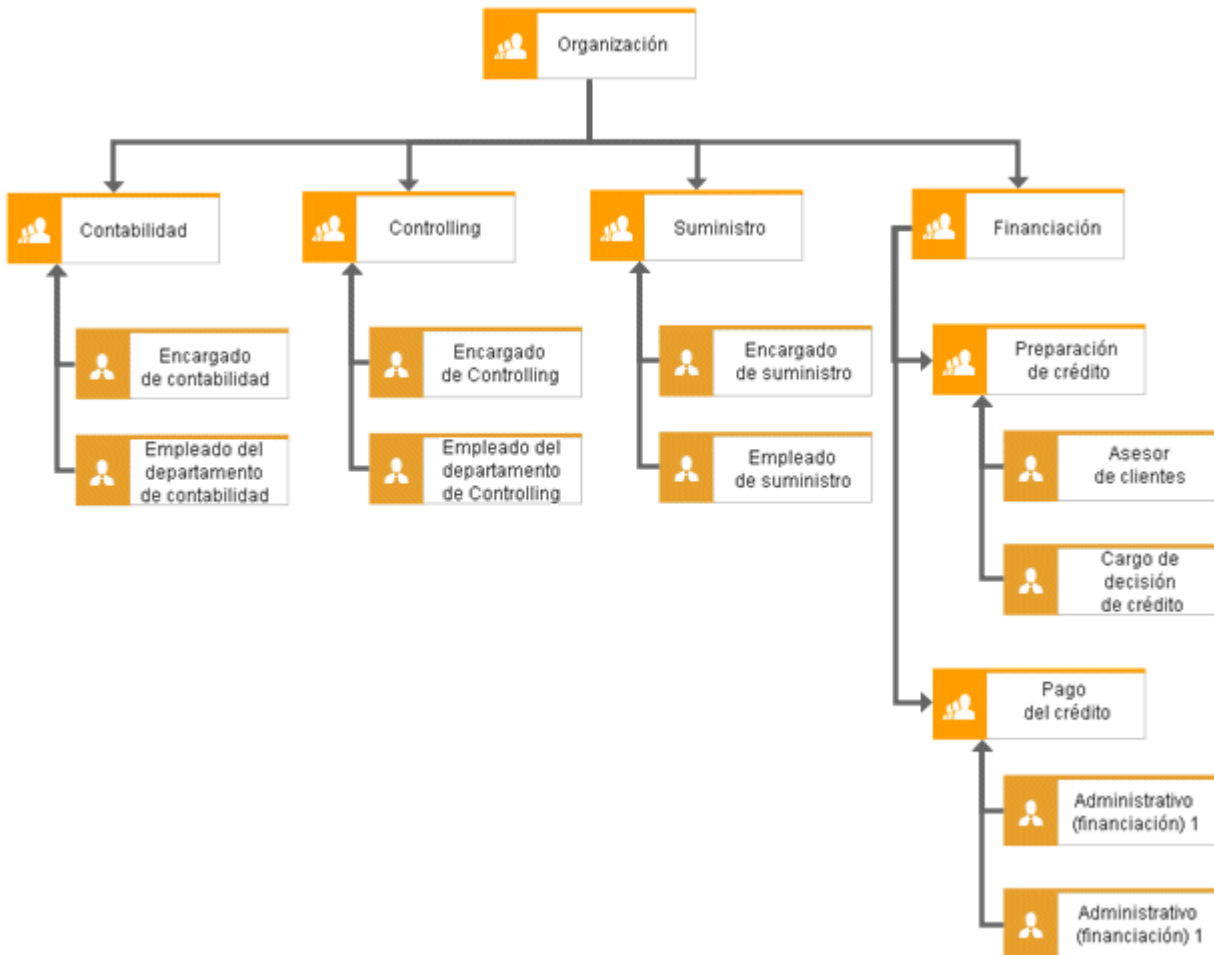 Organización
Contabilidad
Controlling
Suministro
Financiación
Encargado
de contabilidad
Encargado
de Controlling
Encargado
de suministro
Preparación
de crédito
Empleado del
departamento
de contabilidad
Empleado del
departamento
de Controlling
Empleado
de suministro
Asesor
de clientes
Cargo de
decisión
de crédito
Pago
del crédito
Administrativo
(financiación) 1
Administrativo
(financiación) 1